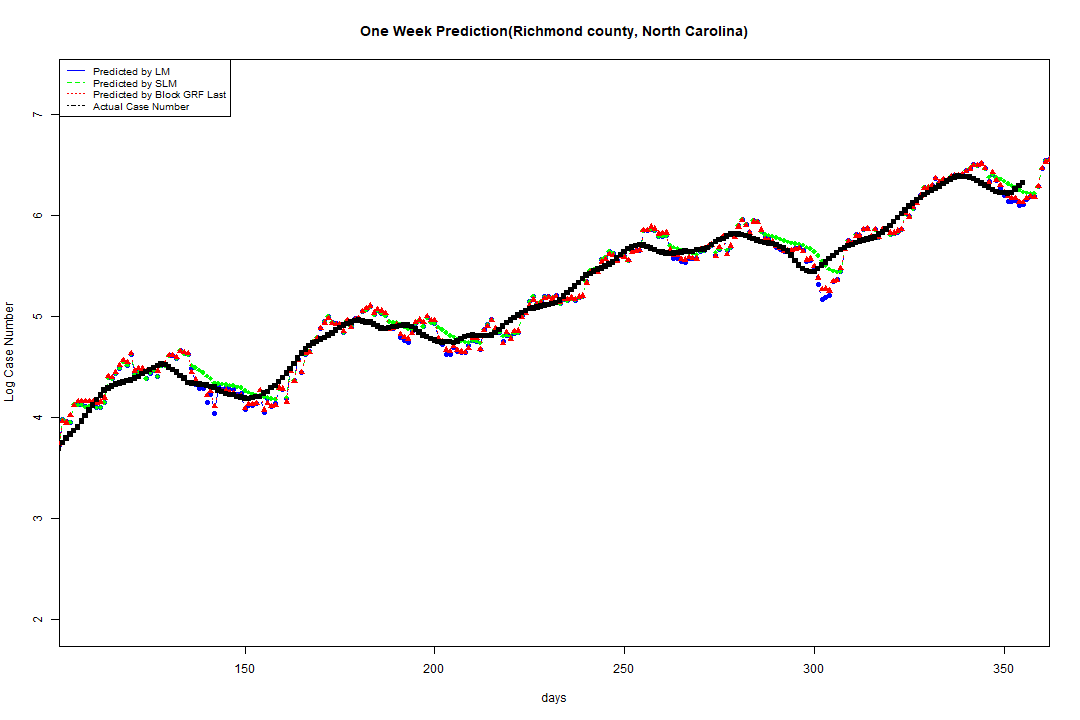 One Week Prediction(Richmond county, North Carolina)
Predicted by LM
Predicted by SLM
Predicted by Block GRF Last
Actual Case Number
7
6
5
4
3
2
Log Case Number
150 200 250 300 350
days